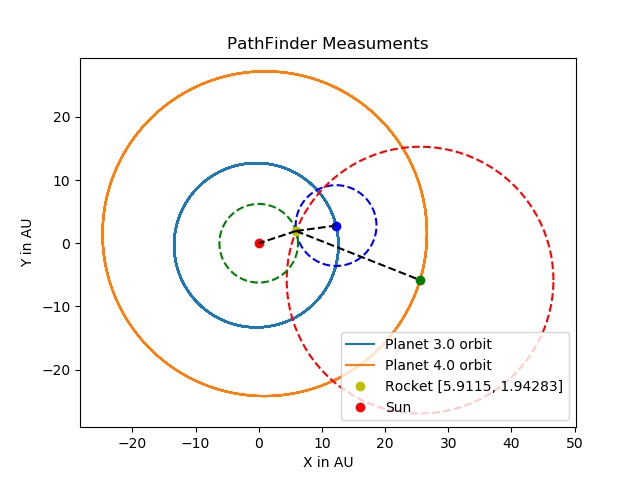 PathFinder Measuments
Y in AU
20
10
0
−10
−20
−20 −10 0 10 20 30 40 50
X in AU
Planet 3.0 orbit
Planet 4.0 orbit
Rocket [5.9115, 1.94283]
Sun